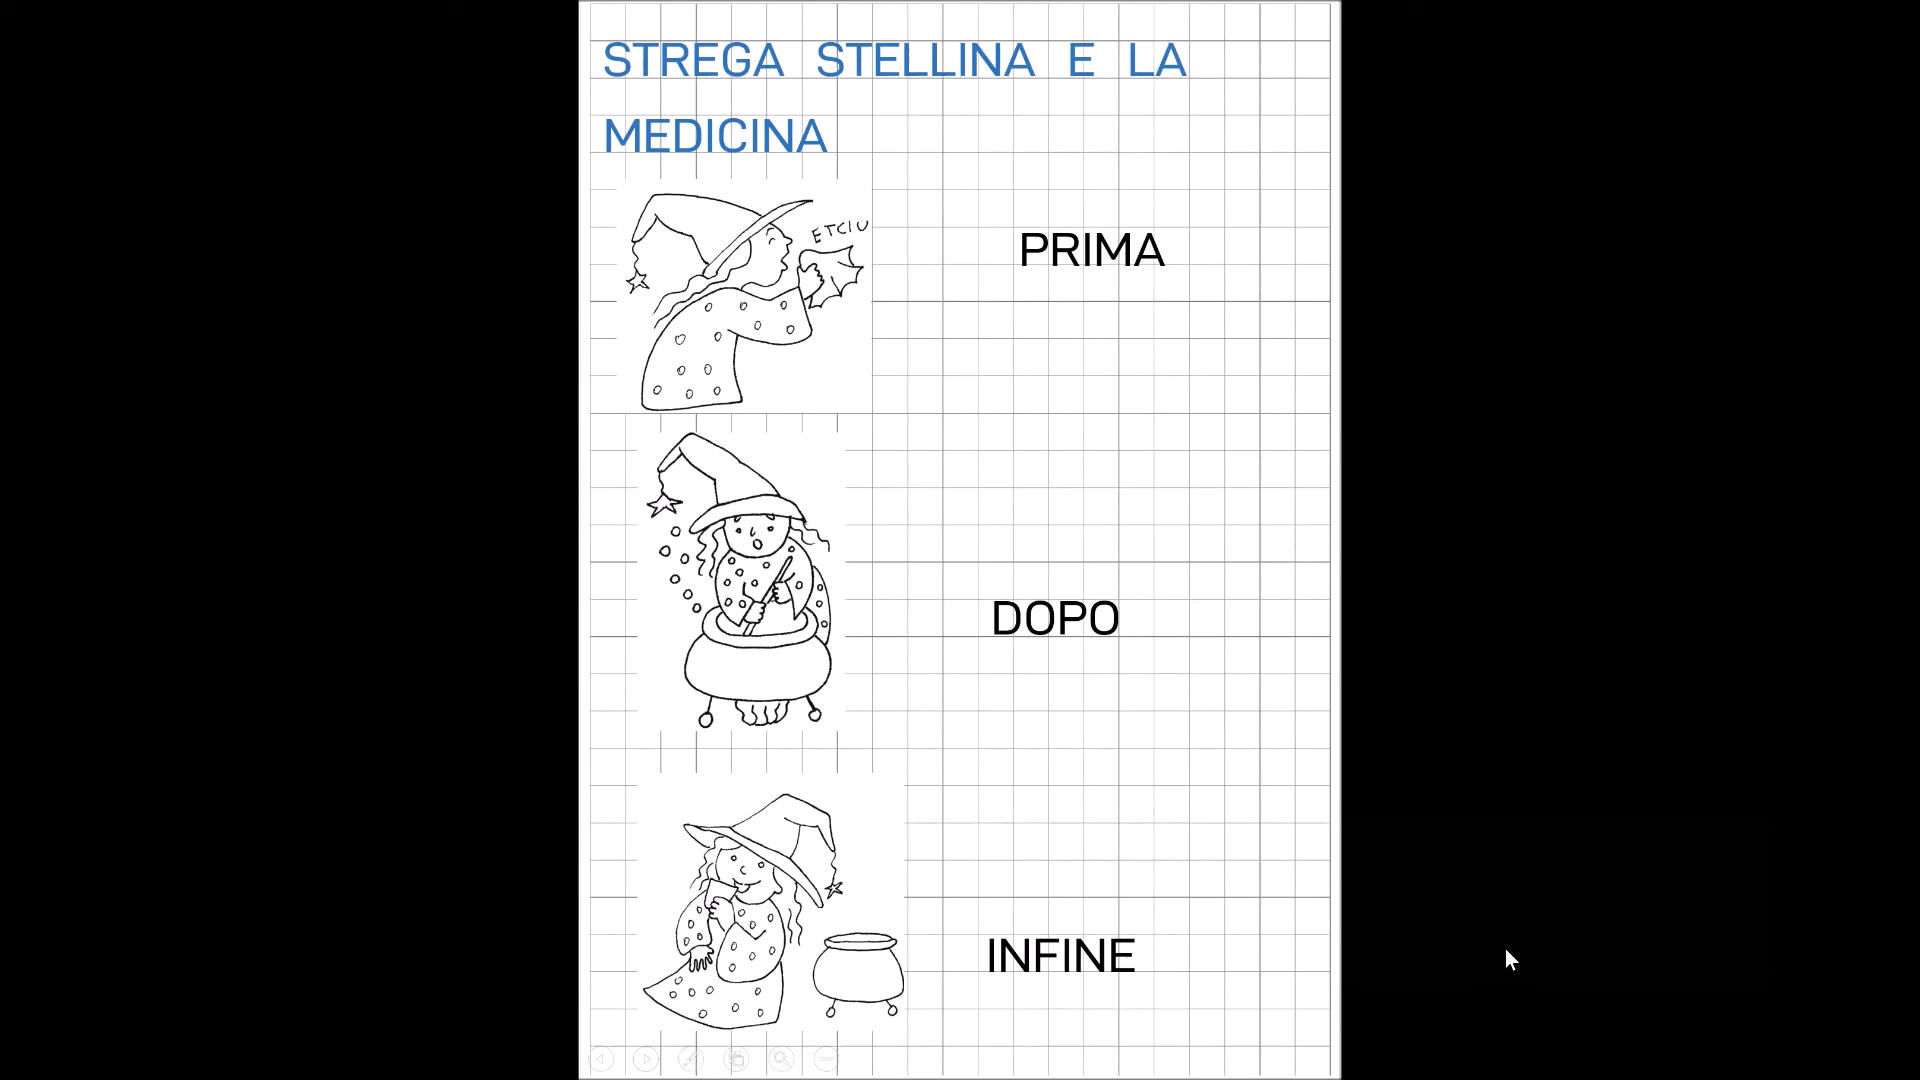 STREGA STELLINA E LA
MEDICINA
ETCIU
PRIMA
DOPO
INFINE